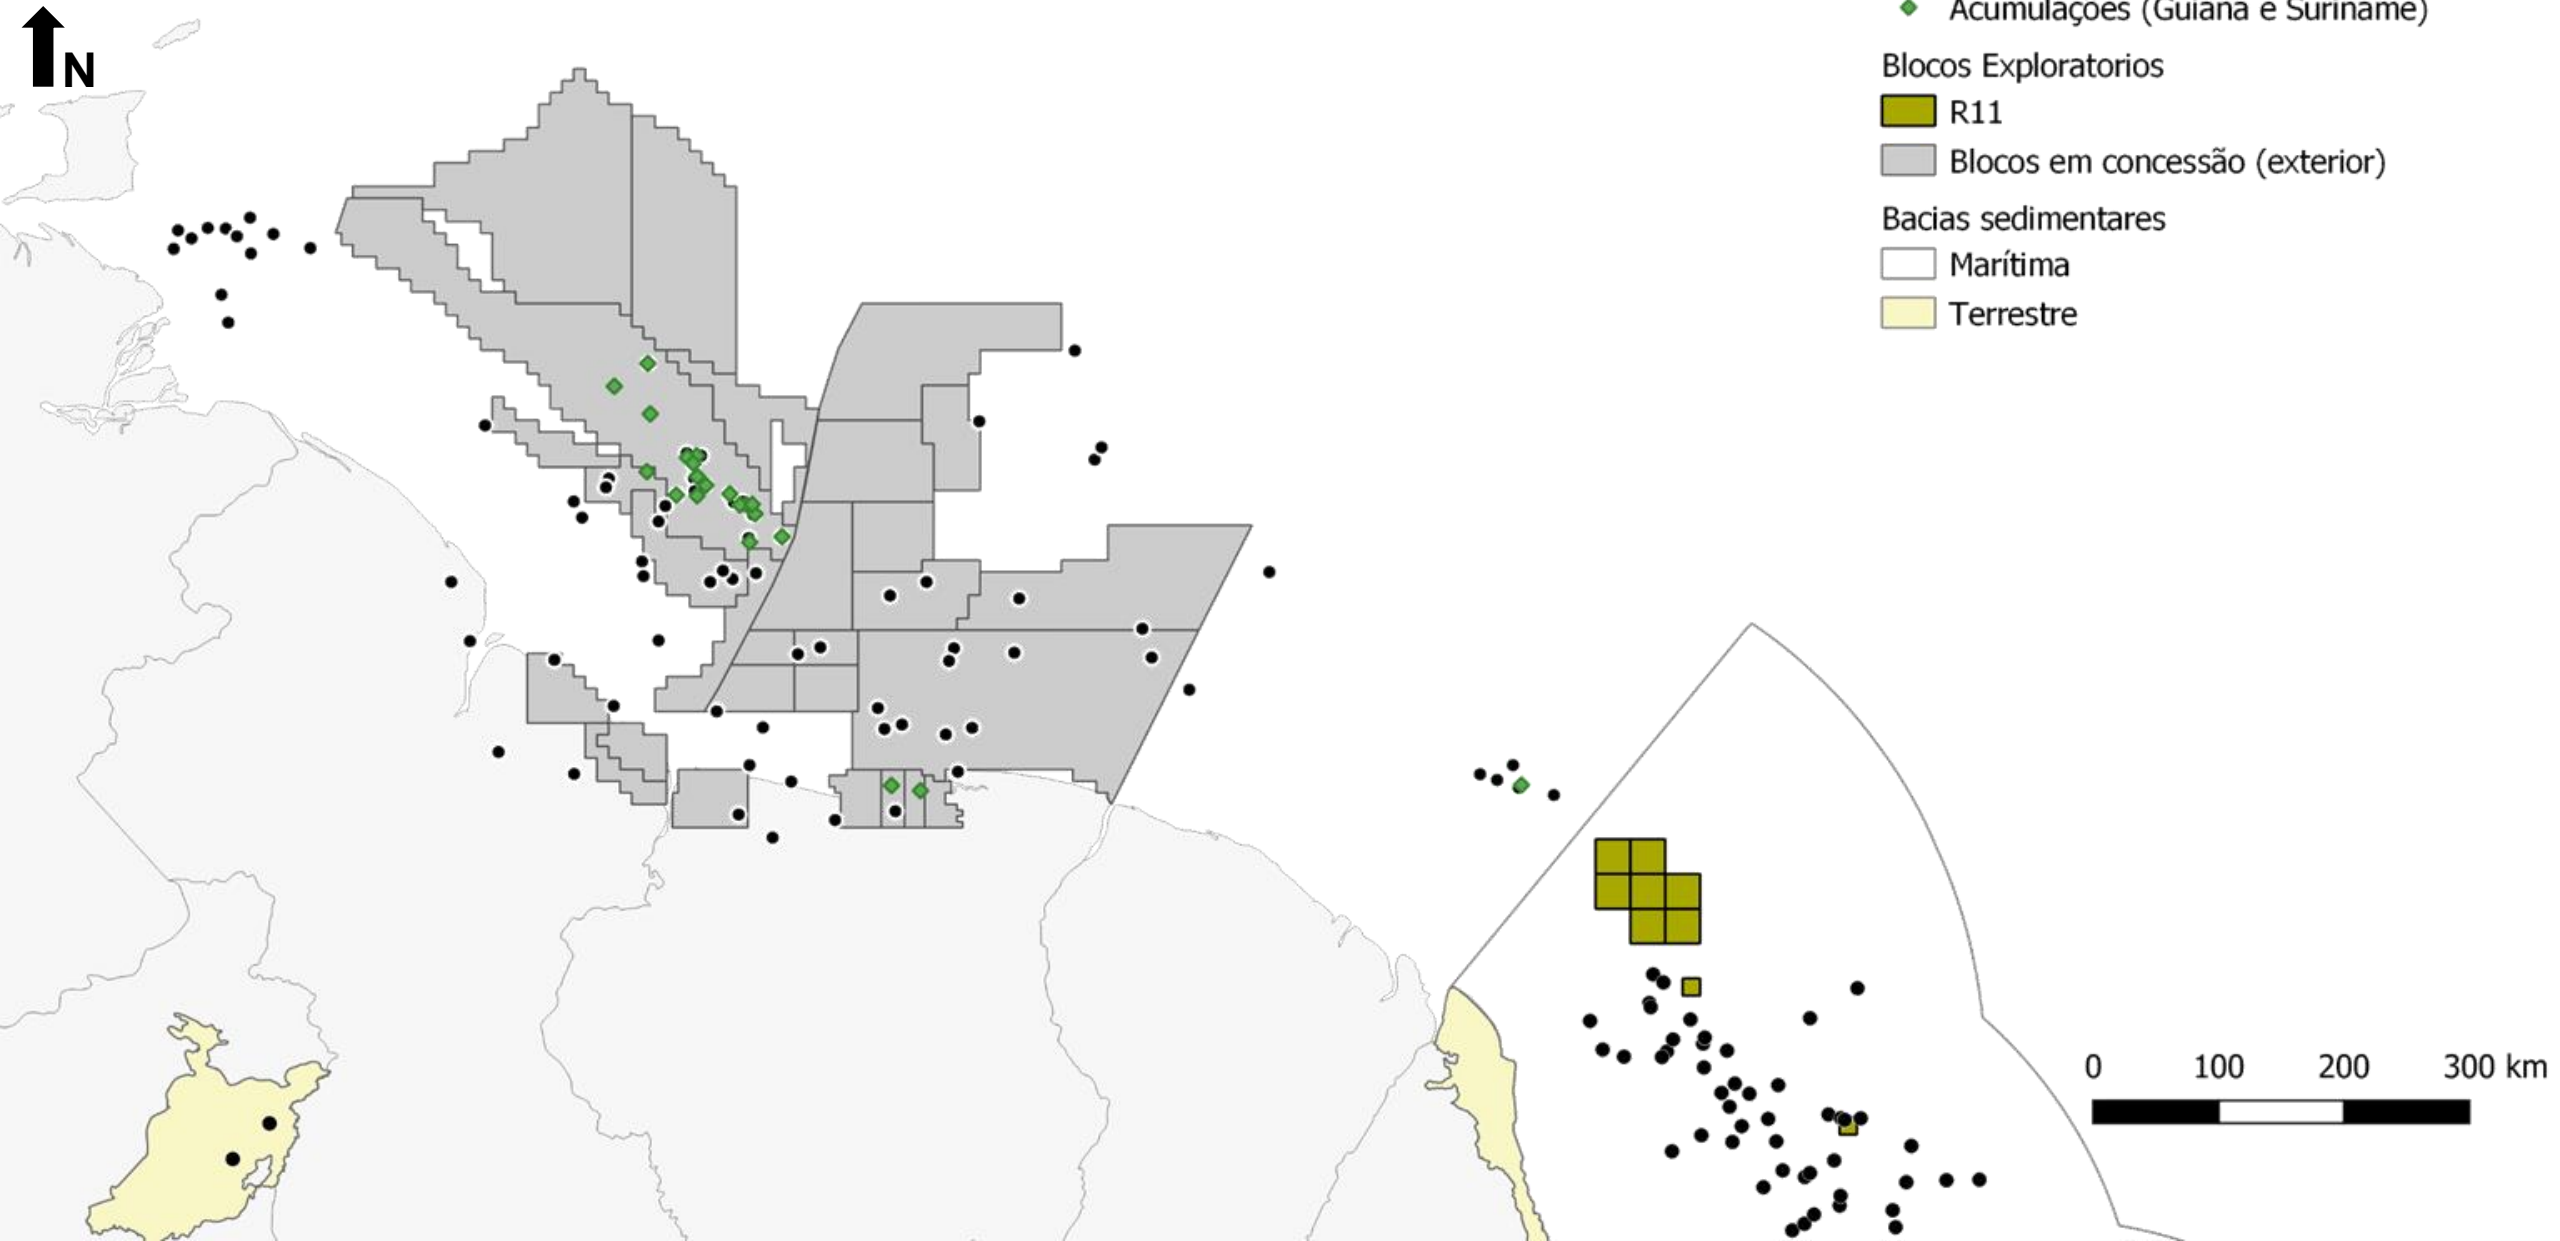 N
Acumulações (Guiana e Suriname)
Blocos Exploratorios
R11
Blocos em concessão (exterior)
Bacias sedimentares
Marítima
Terrestre
0 100 200 300 km